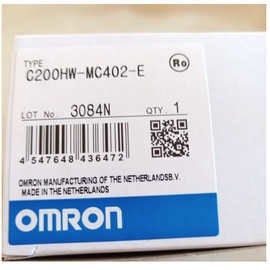 TYPE
C200HW-MC402-E
Ro
LOT No. 3084N QTY. 1
4 547648 436472
OMRON MANUFACTURING OF THE NETHERLANDS B.V.
MADE IN THE NETHERLANDS
OMRON